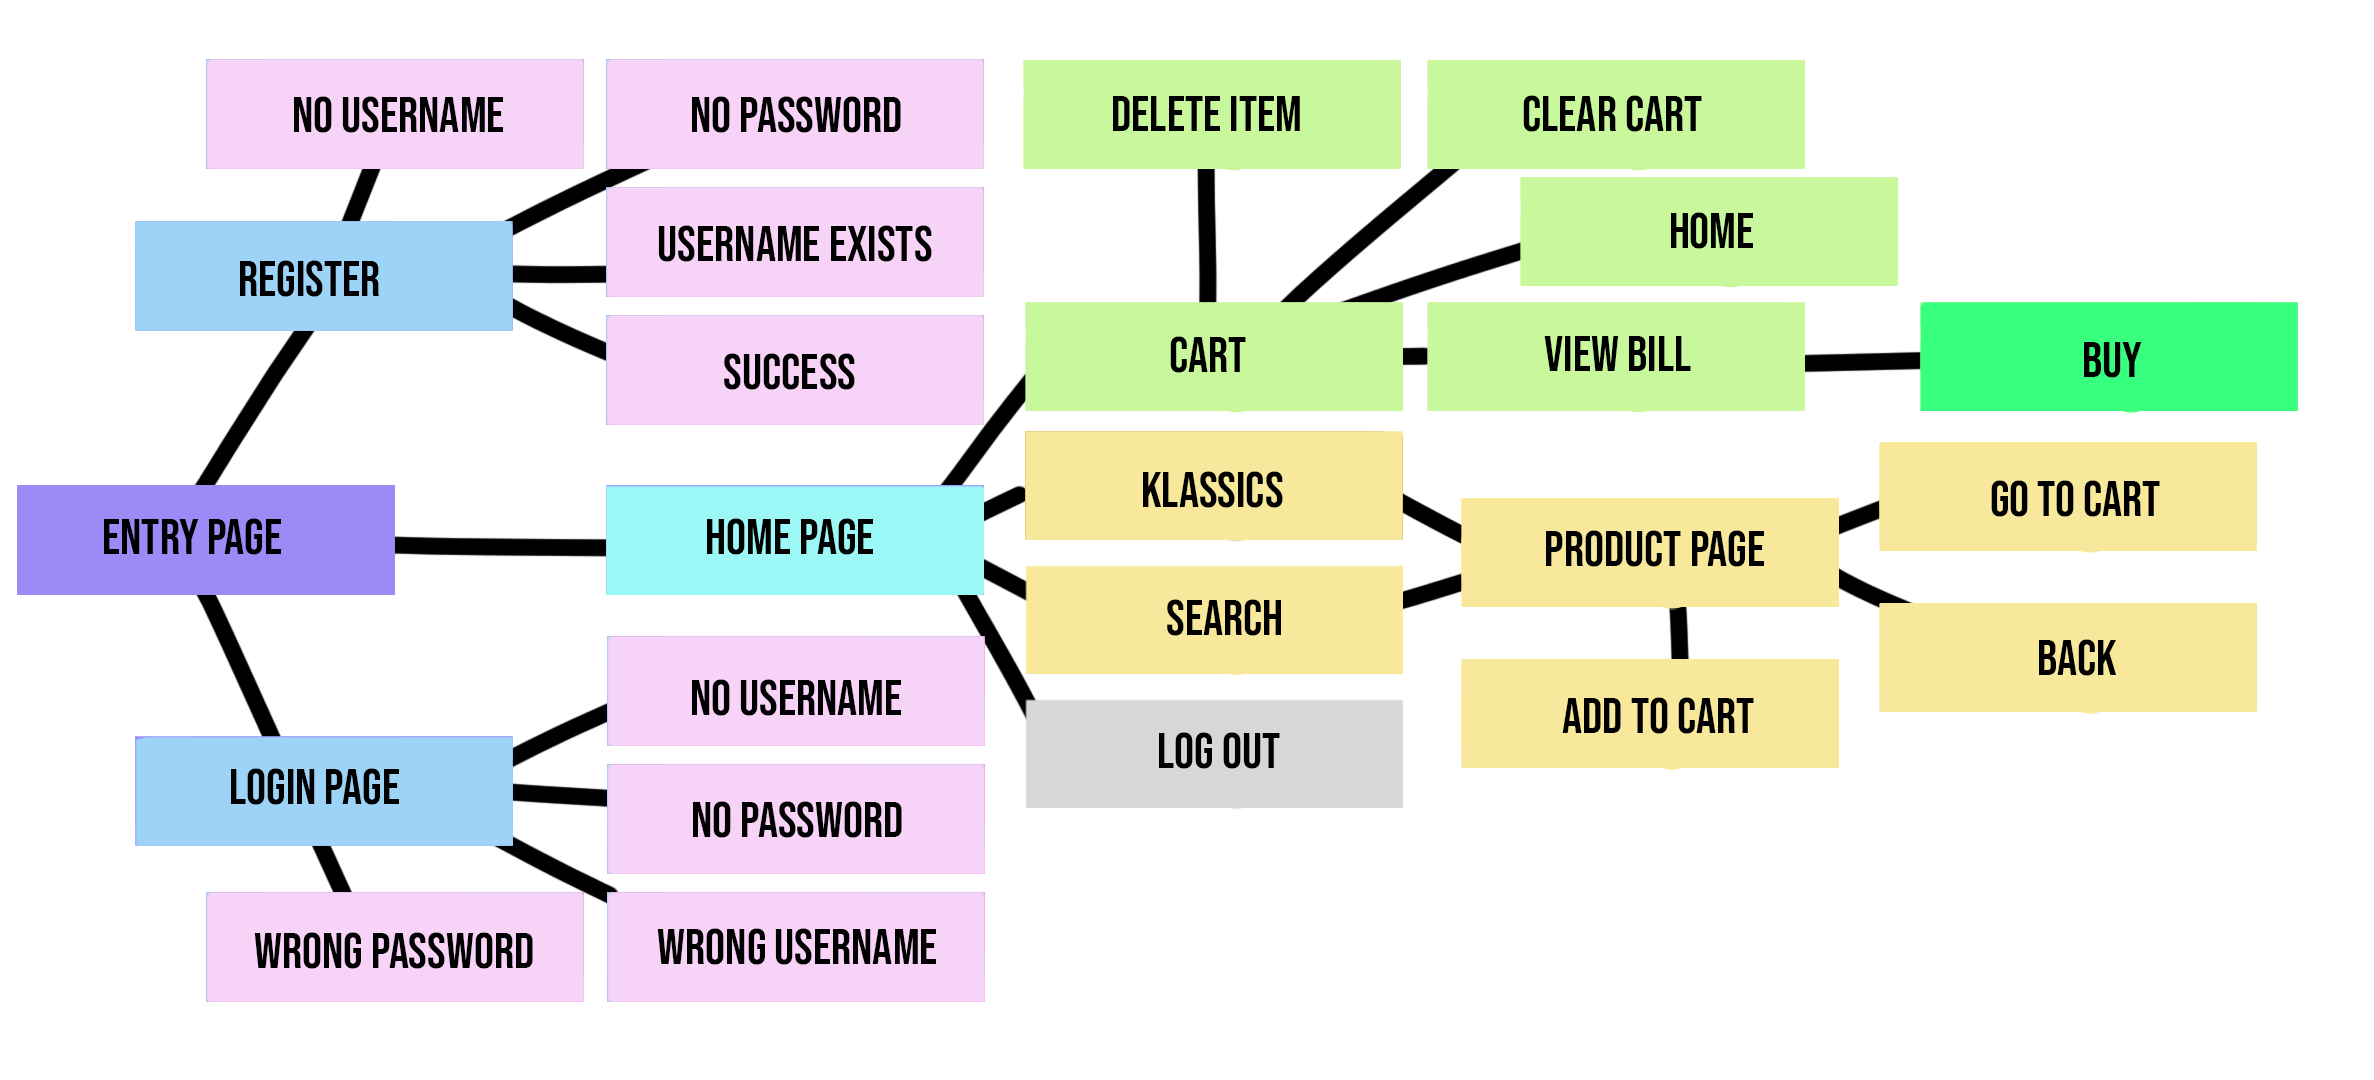 NO USERNAME
NO PASSWORD
DELETE ITEM
CLEAR CART
USERNAME EXISTS
HOME
REGISTER
SUCCESS
CART
VIEW BILL
BUY
KLASSICS
GO TO CART
ENTRY PAGE
HOME PAGE
PRODUCT PAGE
SEARCH
BACK
NO USERNAME
ADD TO CART
LOG OUT
LOGIN PAGE
NO PASSWORD
WRONG PASSWORD
WRONG USERNAME